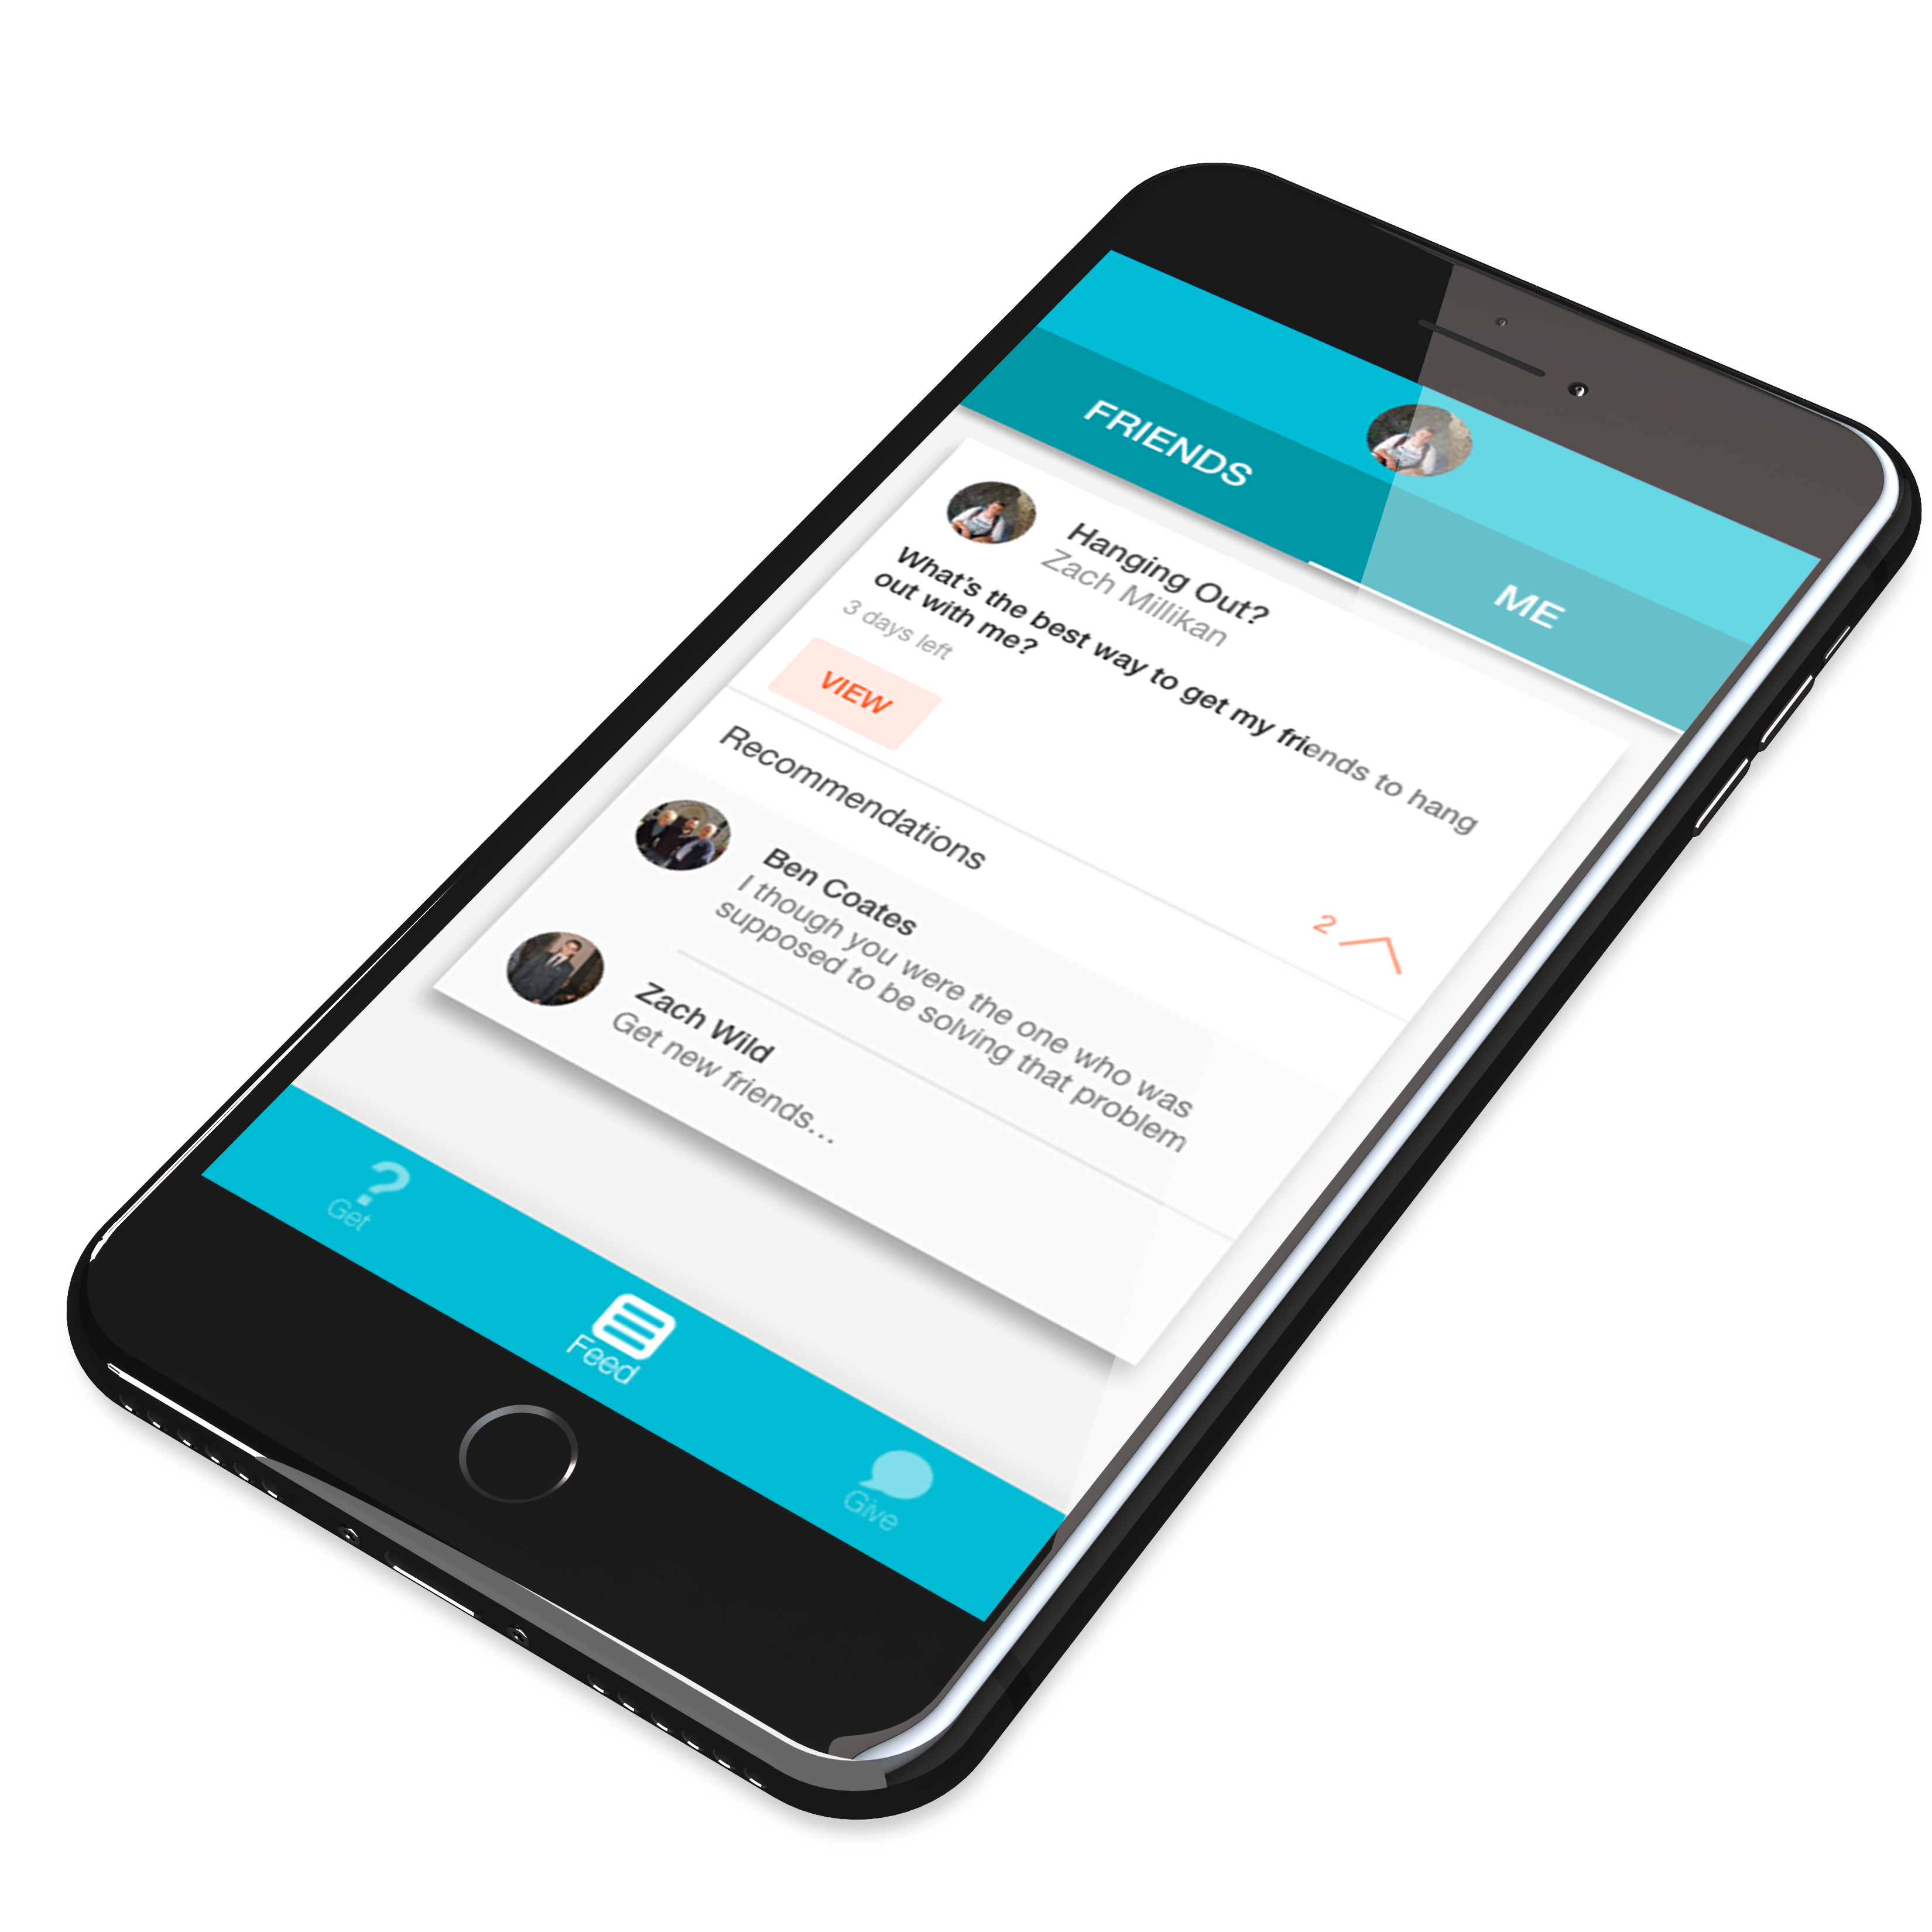 FRIENDS
ME
Hanging Out?
Zach Millikan
What's the best way to get my friends to hang
out with me?
3 days left
VIEW
Recommendations
2
Ben Coates
I though you were the one who was
supposed to be solving that problem
Zach Wild
Get new friends...
Get
Feed
Give